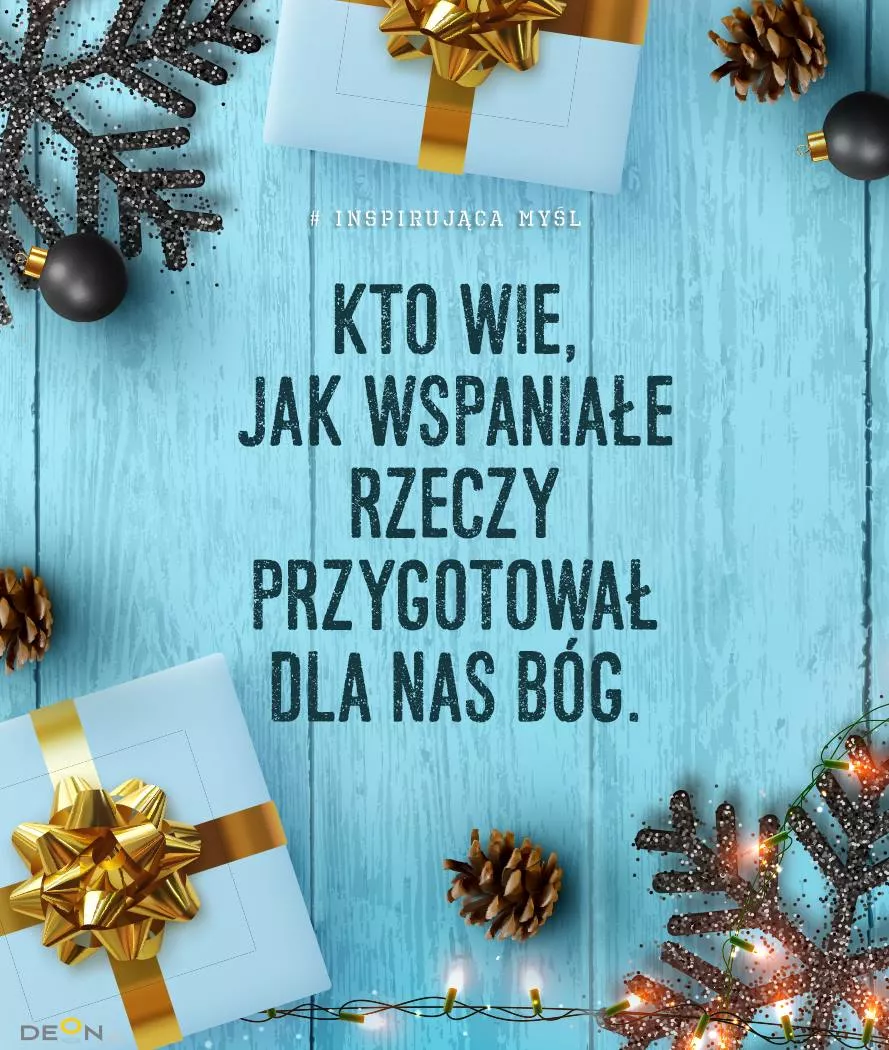 # INSPIRUJĄCA MYŚL
KTO WIE,
JAK WSPANIAŁE
RZECZY
PRZYGOTOWAŁ
DLA NAS BÓG.
DEON